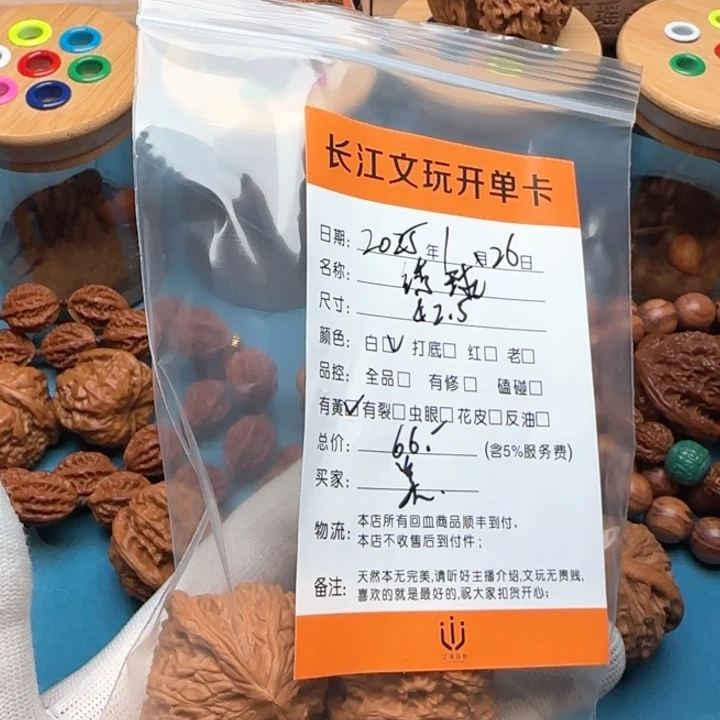 长江文玩开单卡
日期: 2025年1月26日
名称: 绣球
尺寸: 42.5
颜色: 白☑ 打底□ 红□ 老□
品控: 全品□ 有修□ 磕碰□
有黄☑有裂□虫眼□花皮□反油□
总价: 66.- (含5%服务费)
买家:
物流: 本店所有回血商品顺丰到付,
本店不收售后到付件;
备注: 天然本无完美,请听好主播介绍,文玩无贵贱,
喜欢的就是最好的,祝大家扣货开心;